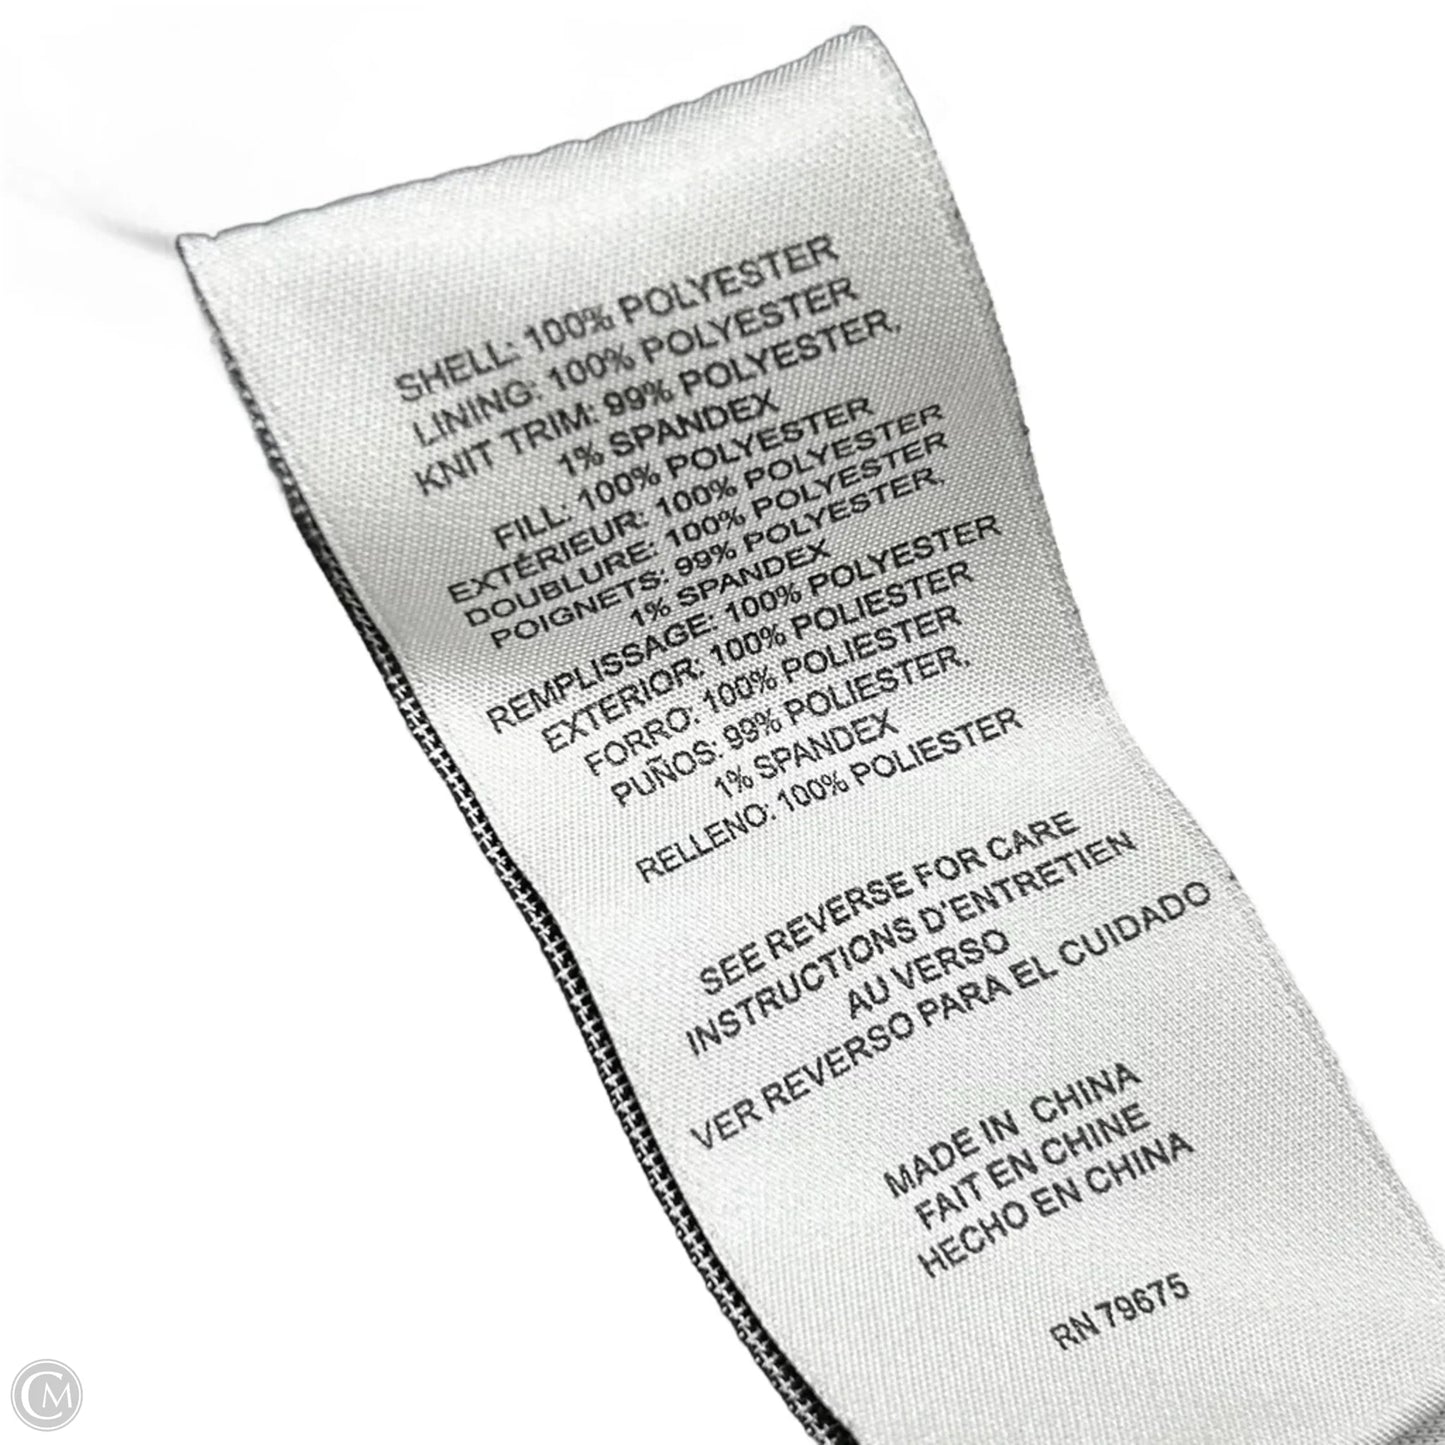 SHELL: 100% POLYESTER
LINING: 100% POLYESTER
KNIT TRIM: 99% POLYESTER,
1% SPANDEX
FILL: 100% POLYESTER
EXTÉRIEUR: 100% POLYESTER
DOUBLURE: 100% POLYESTER
POIGNETS: 99% POLYESTER,
1% SPANDEX
REMPLISSAGE: 100% POLYESTER
EXTERIOR: 100% POLIESTER
FORRO: 100% POLIESTER
PUÑOS: 99% POLIESTER,
1% SPANDEX
RELLENO: 100% POLIESTER
SEE REVERSE FOR CARE
INSTRUCTIONS D'ENTRETIEN
AU VERSO
VER REVERSO PARA EL CUIDADO
MADE IN CHINA
FAIT EN CHINE
HECHO EN CHINA
RN 79675
CM